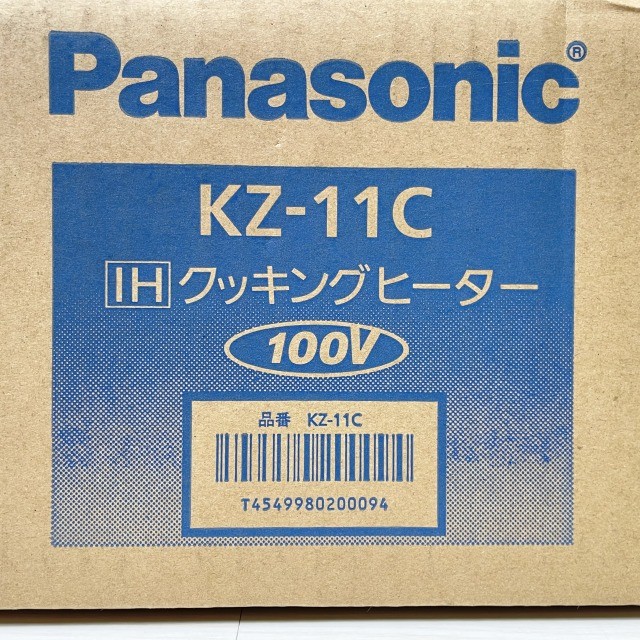 Panasonic®
KZ-11C
IH クッキングヒーター
100V
品番 KZ-11C
T4549980200094